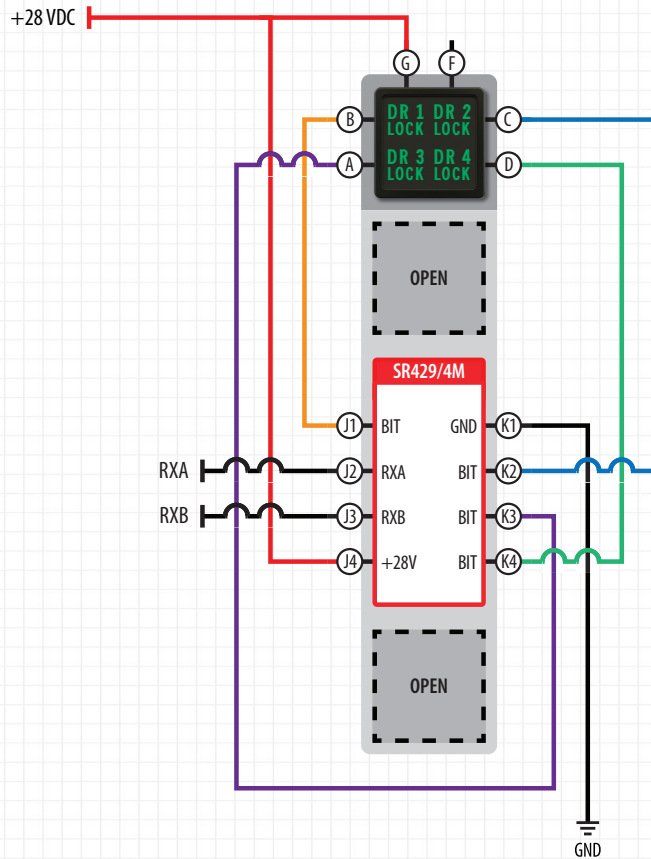 +28 VDC
G
F
B
DR 1 DR 2
LOCK LOCK
C
A
DR 3 DR 4
LOCK LOCK
D
OPEN
SR429/4M
J1 BIT GND K1
RXA J2 RXA BIT K2
RXB J3 RXB BIT K3
J4 +28V BIT K4
OPEN
GND